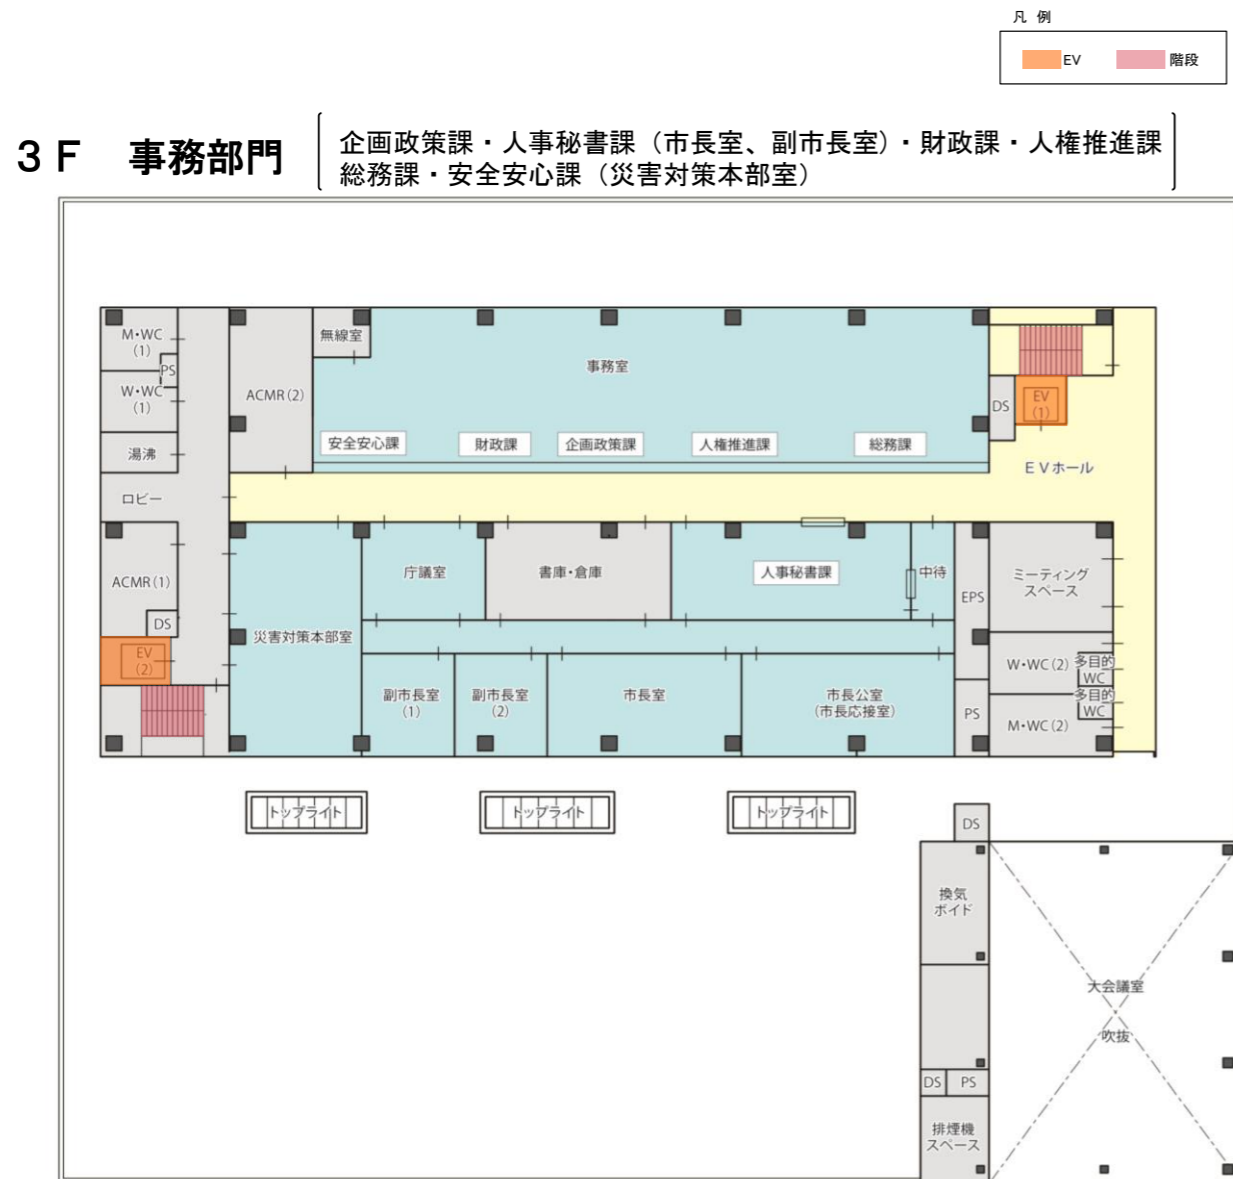 凡 例
EV 階段
3F 事務部門
企画政策課・人事秘書課（市長室、副市長室）・財政課・人権推進課
総務課・安全安心課（災害対策本部室）
M・WC
(1)
PS
W・WC
(1)
湯沸
ロビー
ACMR(2)
無線室
事務室
安全安心課
財政課
企画政策課
人権推進課
総務課
DS
EV
(1)
EVホール
ACMR(1)
DS
EV
(2)
災害対策本部室
庁議室
書庫・倉庫
人事秘書課
中待
EPS
ミーティング
スペース
W・WC(2)
多目的
WC
多目的
WC
M・WC(2)
PS
副市長室
(1)
副市長室
(2)
市長室
市長公室
(市長応接室)
トップライト
トップライト
トップライト
DS
換気
ボイド
大会議室
吹抜
DS
PS
排煙機
スペース